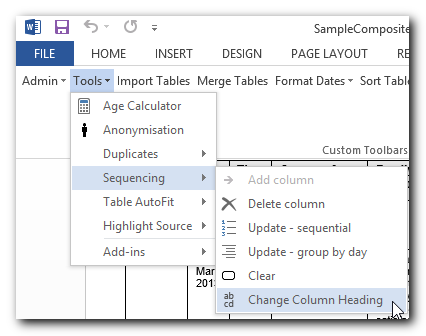 SampleComposite
FILE HOME INSERT DESIGN PAGE LAYOUT
Admin Tools Import Tables Merge Tables Format Dates Sort Table
Age Calculator
Anonymisation
Duplicates
Custom Toolbars
Sequencing
Add column
Table AutoFit
Delete column
Highlight Source
Update - sequential
Add-ins
Update - group by day
Clear
Mar
201
ab
cd
Change Column Heading